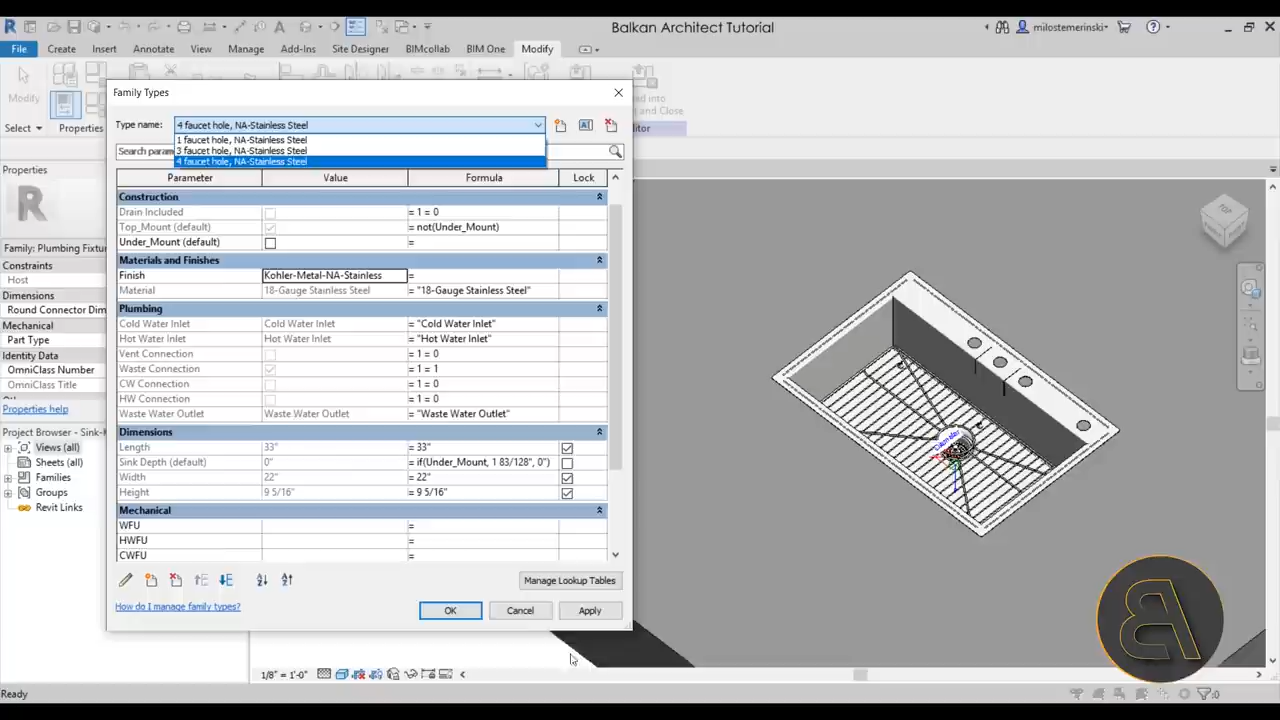 Balkan Architect Tutorial
milostemerinski
File Create Insert Annotate View Manage Add-Ins Site Designer BIMcollab BIM One Modify
Modify
Select Properties
ad into
and Close
itor
Family Types
Type name: 4 faucet hole, NA-Stainless Steel
1 faucet hole, NA-Stainless Steel
3 faucet hole, NA-Stainless Steel
4 faucet hole, NA-Stainless Steel
Search param
Parameter Value Formula Lock
Construction
Drain Included = 1 = 0
Top_Mount (default) = not(Under_Mount)
Under_Mount (default) =
Materials and Finishes
Finish Kohler-Metal-NA-Stainless =
Material 18-Gauge Stainless Steel = "18-Gauge Stainless Steel"
Plumbing
Cold Water Inlet Cold Water Inlet = "Cold Water Inlet"
Hot Water Inlet Hot Water Inlet = "Hot Water Inlet"
Vent Connection = 1 = 0
Waste Connection = 1 = 1
CW Connection = 1 = 0
HW Connection = 1 = 0
Waste Water Outlet Waste Water Outlet = "Waste Water Outlet"
Dimensions
Length 33" = 33"
Sink Depth (default) 0" = if(Under_Mount, 1 83/128", 0")
Width 22" = 22"
Height 9 5/16" = 9 5/16"
Mechanical
WFU =
HWFU =
CWFU =
Manage Lookup Tables
How do I manage family types?
OK Cancel Apply
Properties
R
Family: Plumbing Fixtu
Constraints
Host
Dimensions
Round Connector Dim
Mechanical
Part Type
Identity Data
OmniClass Number
OmniClass Title
Properties help
Project Browser - Sink-K
Views (all)
Sheets (all)
Families
Groups
Revit Links
TOP
1/8" = 1'-0"
Ready
:0